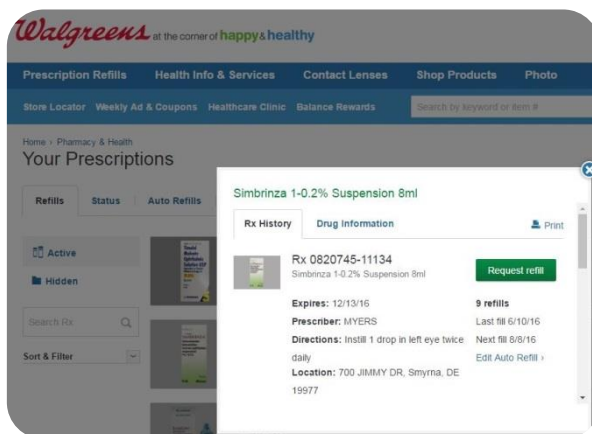 Walgreens at the corner of happy & healthy
Prescription Refills Health Info & Services Contact Lenses Shop Products Photo
Store Locator Weekly Ad & Coupons Healthcare Clinic Balance Rewards Search by keyword or item #
Home › Pharmacy & Health
Your Prescriptions
Refills Status Auto Refills
Active
Hidden
Search Rx
Sort & Filter
Simbrinza 1-0.2% Suspension 8ml
Rx History Drug Information Print
Rx 0820745-11134
Simbrinza 1-0.2% Suspension 8ml
Request refill
Expires: 12/13/16
Prescriber: MYERS
Directions: Instill 1 drop in left eye twice
daily
Location: 700 JIMMY DR, Smyrna, DE
19977
9 refills
Last fill 6/10/16
Next fill 8/8/16
Edit Auto Refill ›